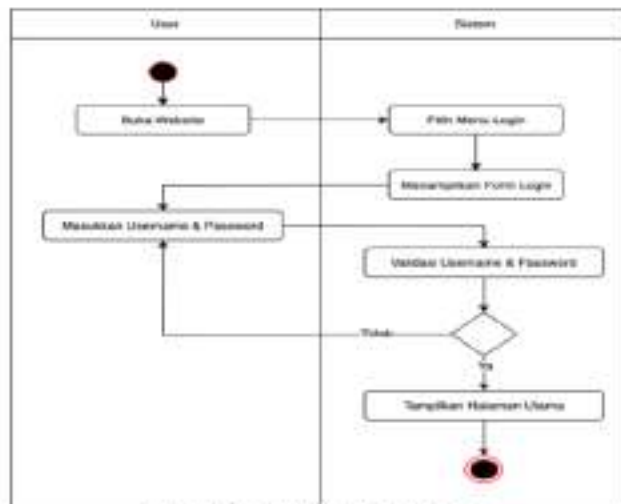 User
Sistem
Buka Website
Pilih Menu Login
Menampilkan Form Login
Masukkan Username & Password
Validasi Username & Password
Tidak
Ya
Tampilkan Halaman Utama